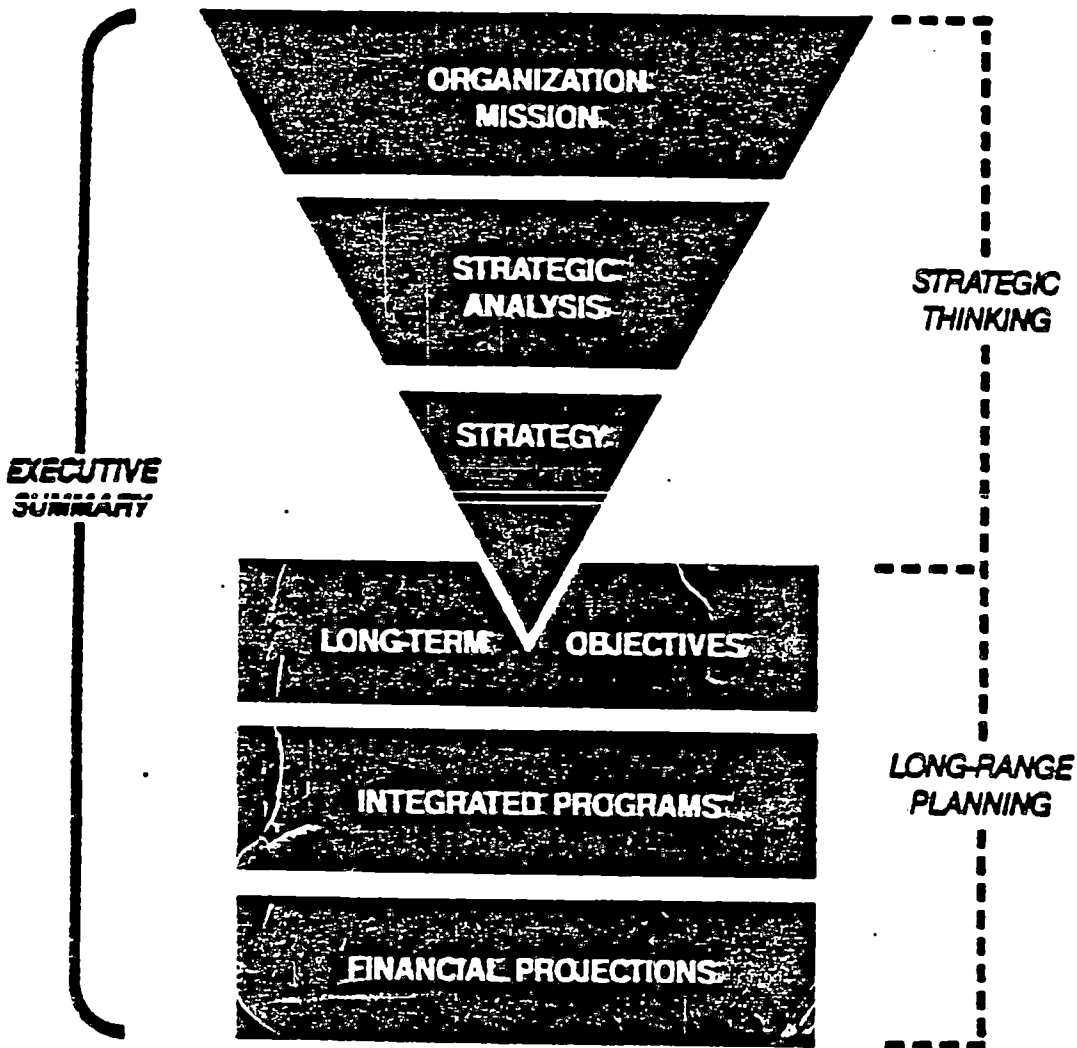 ORGANIZATION
MISSION
STRATEGIC
ANALYSIS
STRATEGIC
THINKING
STRATEGY
EXECUTIVE
SUMMARY
LONG-TERM OBJECTIVES
INTEGRATED PROGRAMS
LONG-RANGE
PLANNING
FINANCIAL PROJECTIONS